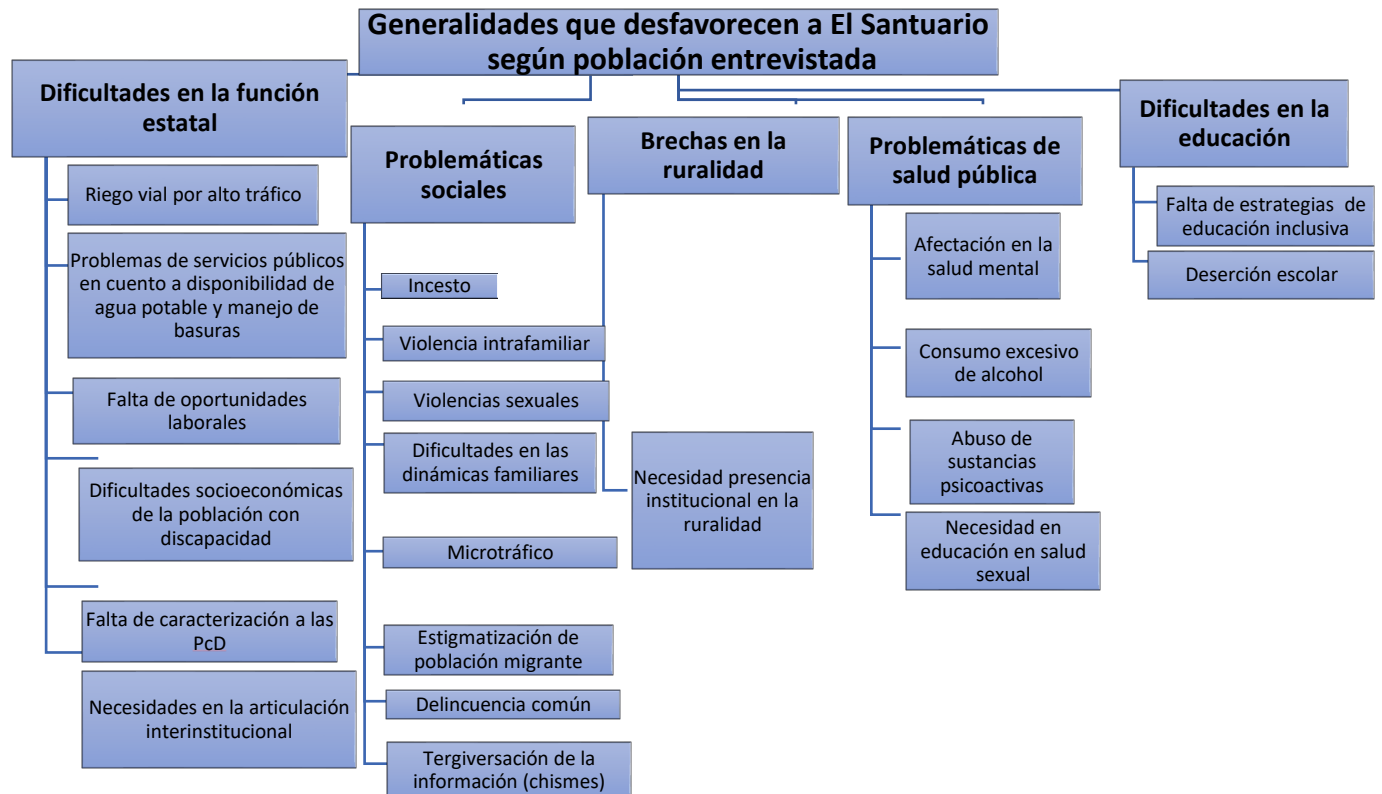 Generalidades que desfavorecen a El Santuario
según población entrevistada
Dificultades en la función
estatal
Riego vial por alto tráfico
Problemas de servicios públicos
en cuento a disponibilidad de
agua potable y manejo de
basuras
Falta de oportunidades
laborales
Dificultades socioeconómicas
de la población con
discapacidad
Falta de caracterización a las
PcD
Necesidades en la articulación
interinstitucional
Problemáticas
sociales
Incesto
Violencia intrafamiliar
Violencias sexuales
Dificultades en las
dinámicas familiares
Microtráfico
Estigmatización de
población migrante
Delincuencia común
Tergiversación de la
información (chismes)
Brechas en la
ruralidad
Necesidad presencia
institucional en la
ruralidad
Problemáticas de
salud pública
Afectación en la
salud mental
Consumo excesivo
de alcohol
Abuso de
sustancias
psicoactivas
Necesidad en
educación en salud
sexual
Dificultades en la
educación
Falta de estrategias de
educación inclusiva
Deserción escolar